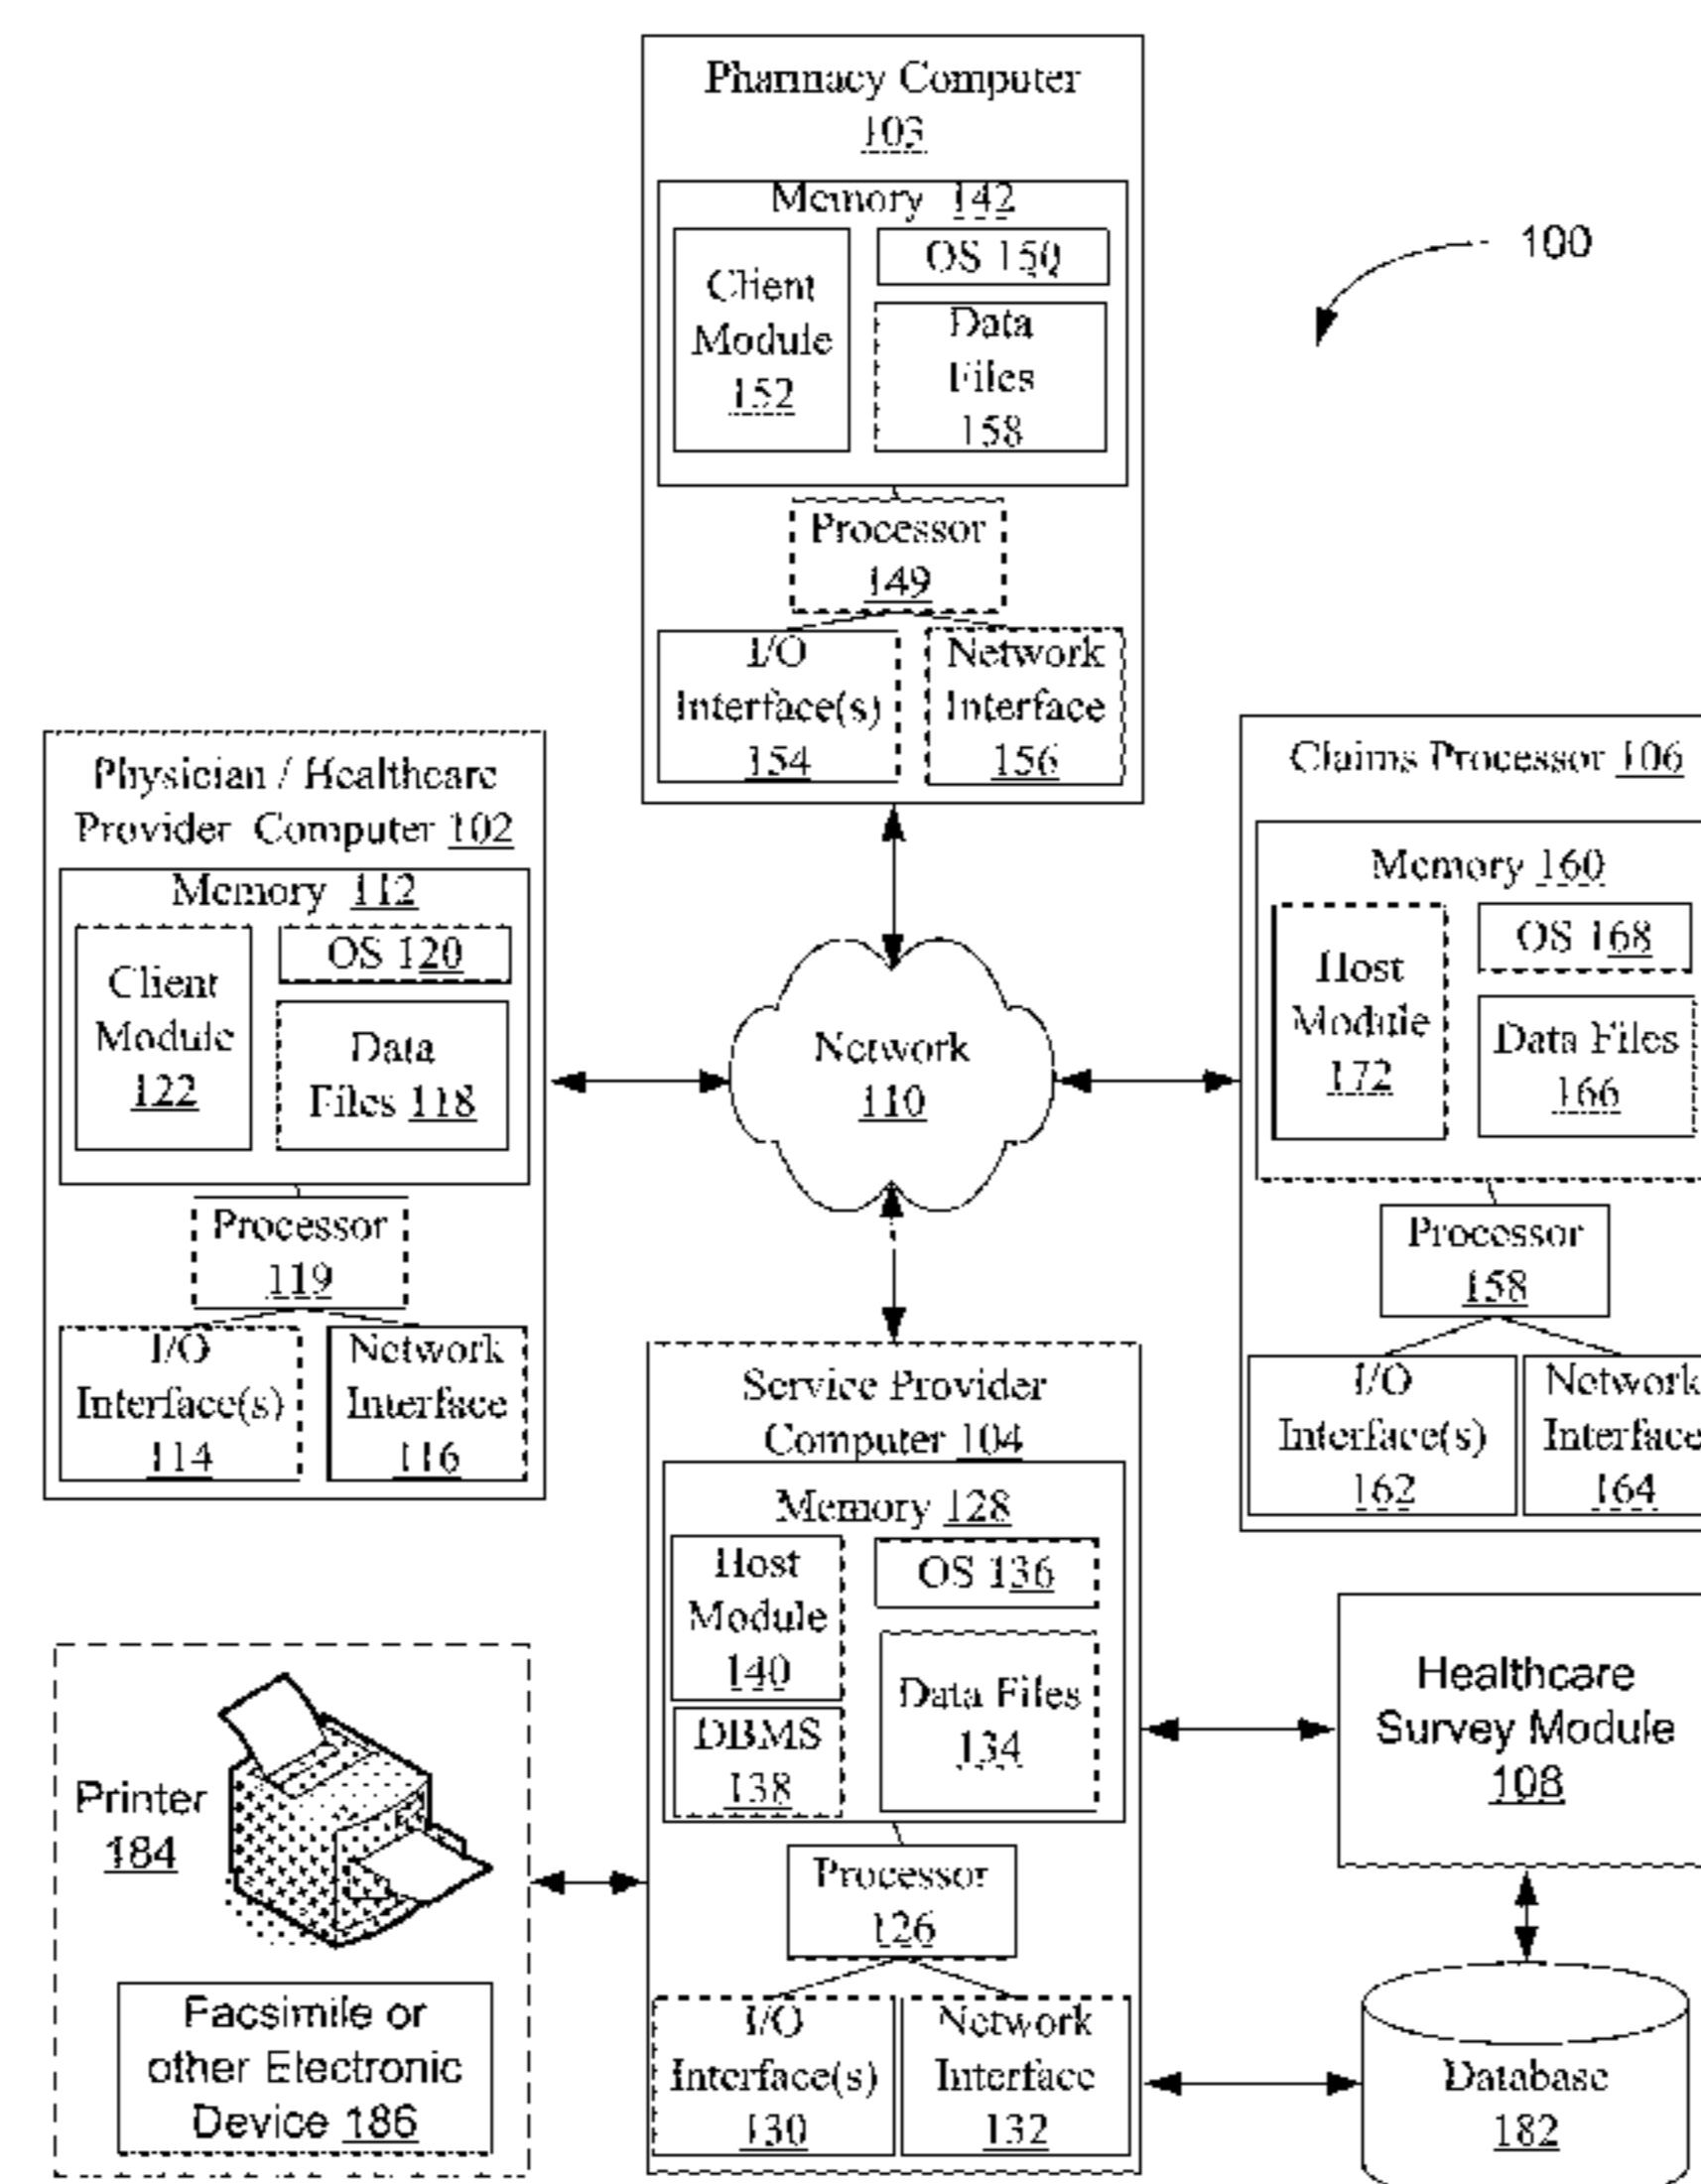 Pharmacy Computer
103
Memory 142
Client
Module
152
OS 150
Data
Files
158
Processor
149
I/O
Interface(s)
154
Network
Interface
156
100
Physician / Healthcare
Provider Computer 102
Memory 112
Client
Module
122
OS 120
Data
Files 118
Processor
119
I/O
Interface(s)
114
Network
Interface
116
Network
110
Claims Processor 106
Memory 160
Host
Module
172
OS 168
Data Files
166
Processor
158
I/O
Interface(s)
162
Network
Interface
164
Service Provider
Computer 104
Memory 128
Host
Module
140
DBMS
138
OS 136
Data Files
134
Processor
126
I/O
Interface(s)
130
Network
Interface
132
Healthcare
Survey Module
108
Database
182
Printer
184
Facsimile or
other Electronic
Device 186